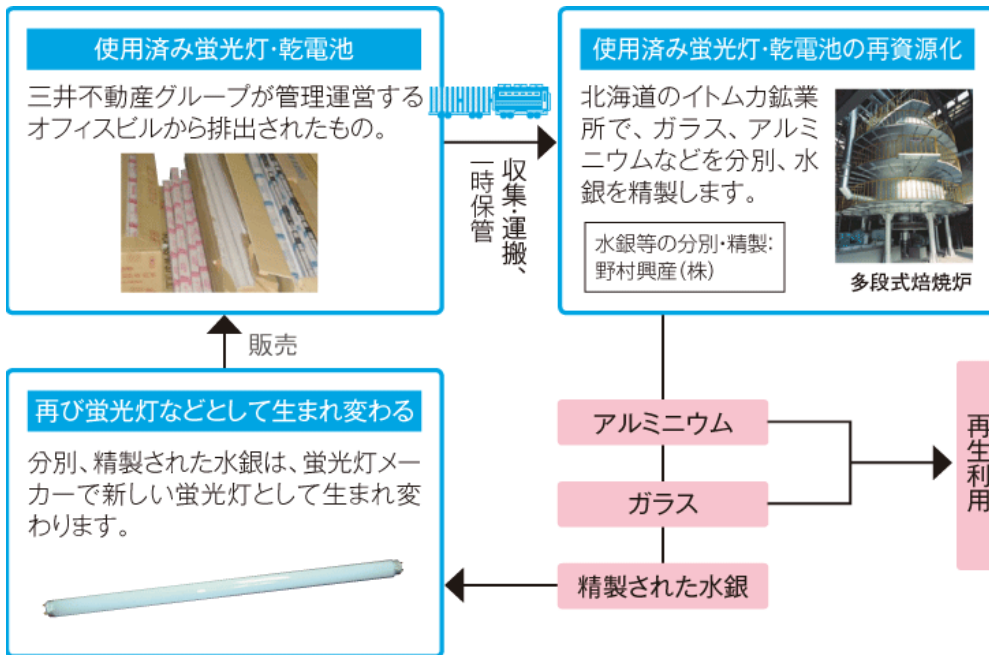 使用済み蛍光灯・乾電池
三井不動産グループが管理運営する
オフィスビルから排出されたもの。
収集・運搬、
一時保管
使用済み蛍光灯・乾電池の再資源化
北海道のイトムカ鉱業
所で、ガラス、アルミ
ニウムなどを分別、水
銀を精製します。
水銀等の分別・精製:
野村興産(株)
多段式焙焼炉
アルミニウム
ガラス
精製された水銀
再生利用
再び蛍光灯などとして生まれ変わる
分別、精製された水銀は、蛍光灯メー
カーで新しい蛍光灯として生まれ変
わります。
販売